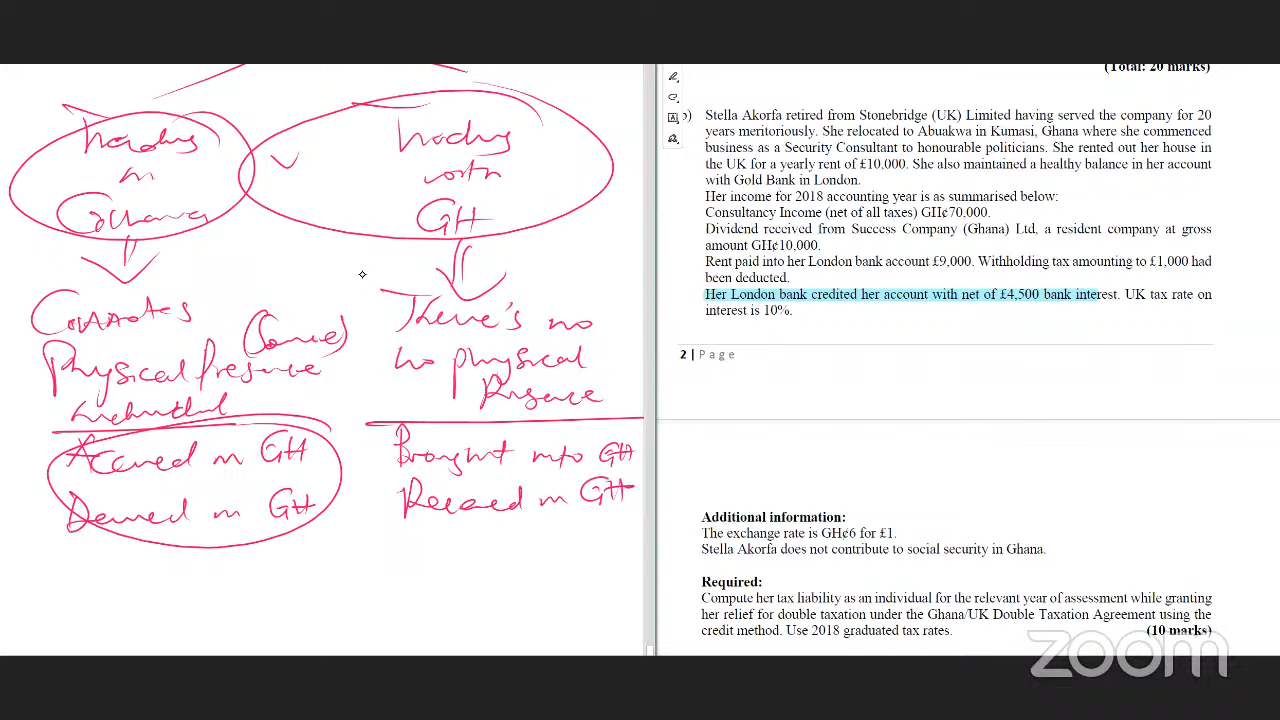 Trading
in
Ghana
Connotes
Physical Presence
(Source)
Accrued in GH
Derived in GH
Trading
with
GH
There's no
no physical
Presence
Brought into GH
Received in GH
(Total: 20 marks)
Stella Akorfa retired from Stonebridge (UK) Limited having served the company for 20
years meritoriously. She relocated to Abuakwa in Kumasi, Ghana where she commenced
business as a Security Consultant to honourable politicians. She rented out her house in
the UK for a yearly rent of £10,000. She also maintained a healthy balance in her account
with Gold Bank in London.
Her income for 2018 accounting year is as summarised below:
Consultancy Income (net of all taxes) GH¢70,000.
Dividend received from Success Company (Ghana) Ltd, a resident company at gross
amount GH¢10,000.
Rent paid into her London bank account £9,000. Withholding tax amounting to £1,000 had
been deducted.
Her London bank credited her account with net of £4,500 bank interest. UK tax rate on
interest is 10%.
2 | Page
Additional information:
The exchange rate is GH¢6 for £1.
Stella Akorfa does not contribute to social security in Ghana.
Required:
Compute her tax liability as an individual for the relevant year of assessment while granting
her relief for double taxation under the Ghana/UK Double Taxation Agreement using the
credit method. Use 2018 graduated tax rates.
(10 marks)
zoom